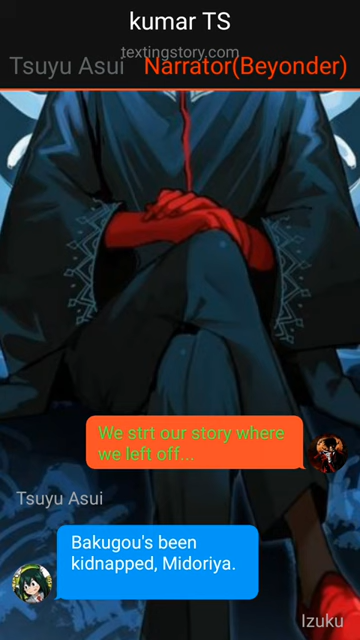 kumar TS
textingstory.com
Tsuyu Asui Narrator(Beyonder)
We strt our story where
we left off...
Tsuyu Asui
Bakugou's been
kidnapped, Midoriya.
Izuku